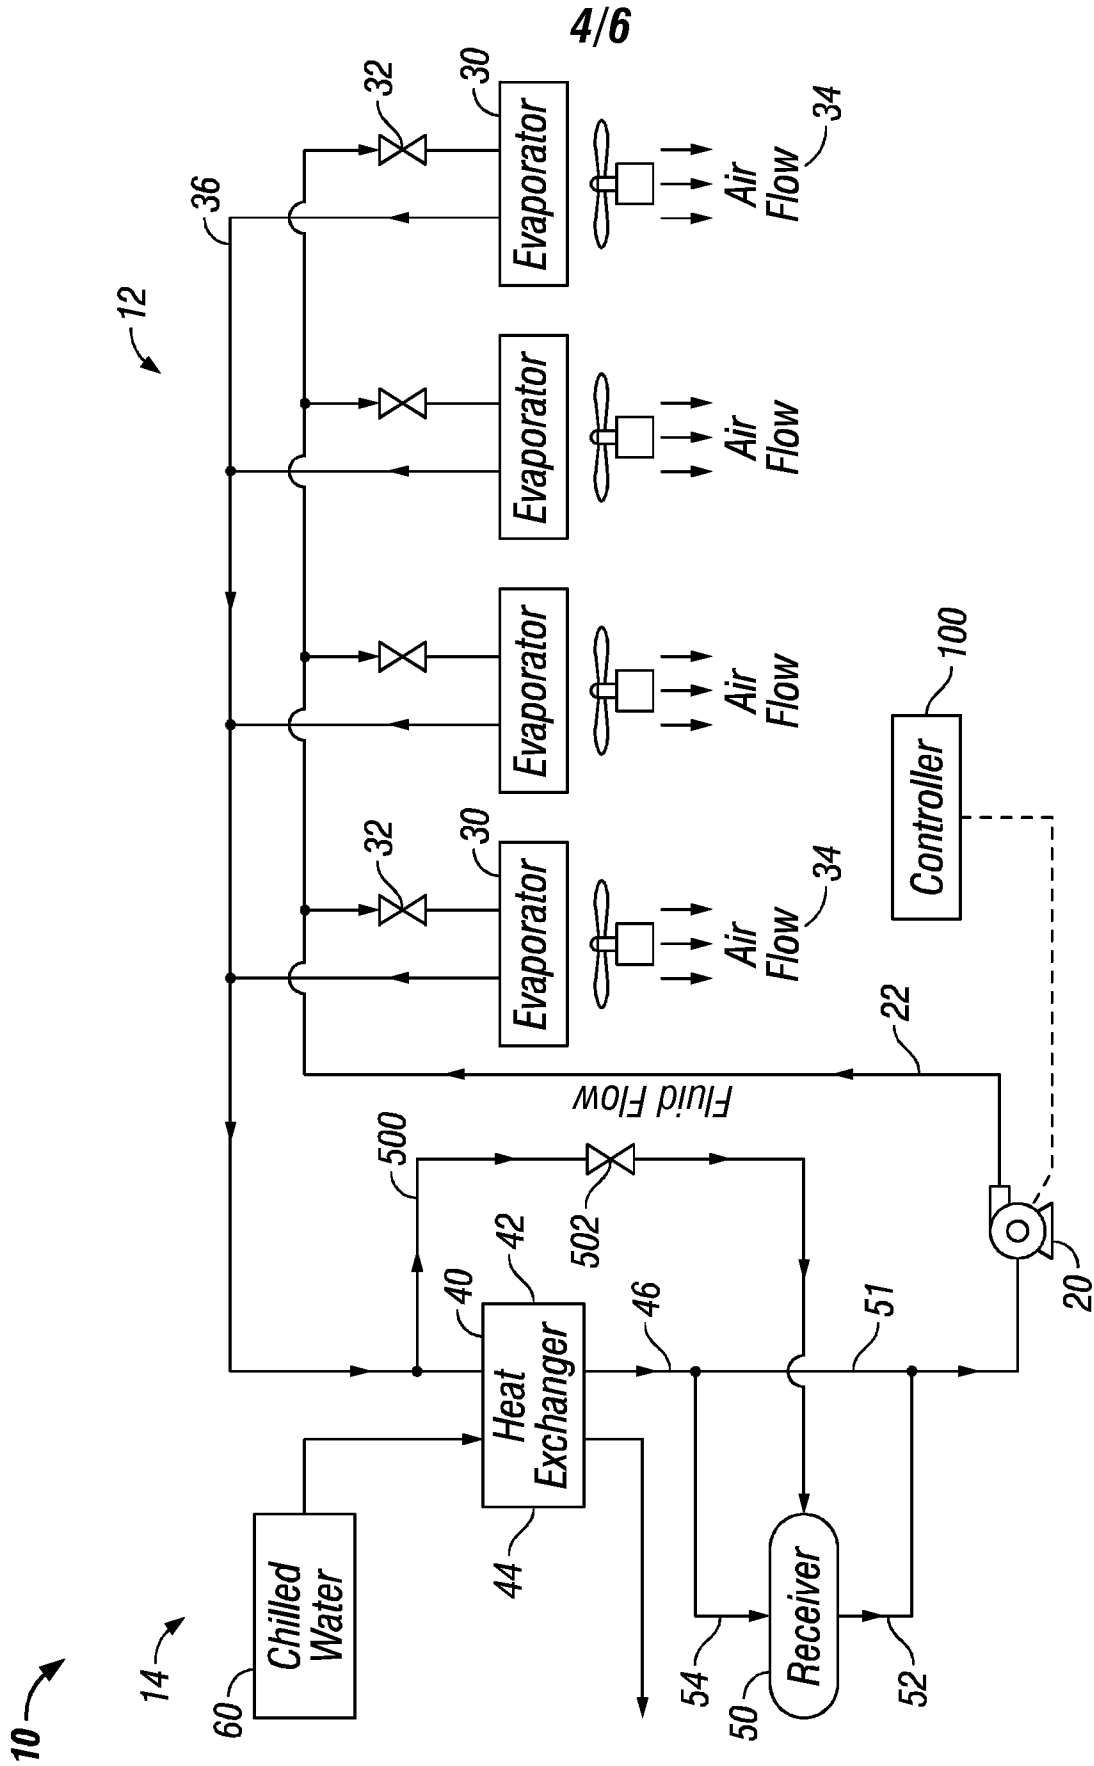 4/6
10
12
14
36
32
30
Evaporator
Air
Flow
34
Evaporator
Air
Flow
Evaporator
Air
Flow
32
30
Evaporator
Air
Flow
34
Controller
100
22
Fluid Flow
500
502
42
40
Heat
Exchanger
44
46
51
20
60
Chilled
Water
54
50
Receiver
52